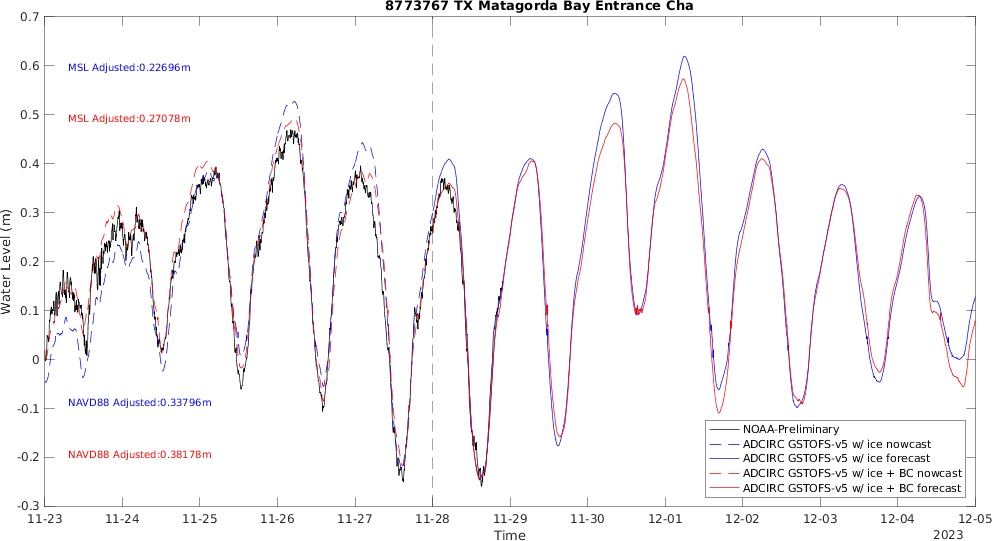 8773767 TX Matagorda Bay Entrance Cha
0.7
0.6
0.5
0.4
0.3
0.2
0.1
0
-0.1
-0.2
-0.3
Water Level (m)
MSL Adjusted:0.22696m
MSL Adjusted:0.27078m
NAVD88 Adjusted:0.33796m
NAVD88 Adjusted:0.38178m
NOAA-Preliminary
ADCIRC GSTOFS-v5 w/ ice nowcast
ADCIRC GSTOFS-v5 w/ ice forecast
ADCIRC GSTOFS-v5 w/ ice + BC nowcast
ADCIRC GSTOFS-v5 w/ ice + BC forecast
11-23 11-24 11-25 11-26 11-27 11-28 11-29 11-30 12-01 12-02 12-03 12-04 12-05
Time
2023